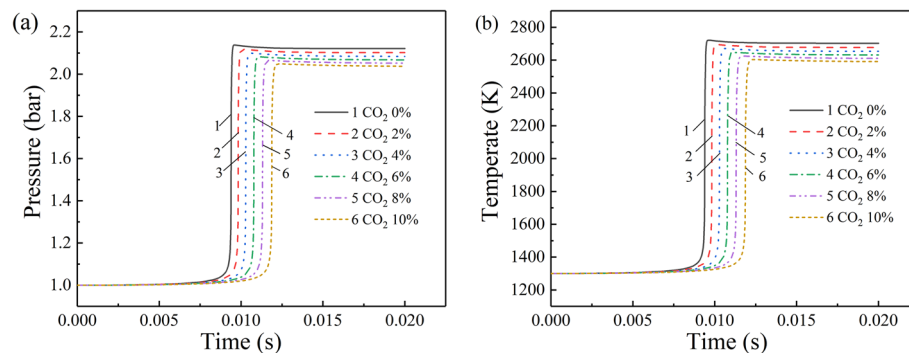 (a)
Pressure (bar)
2.2
2.0
1.8
1.6
1.4
1.2
1.0
0.000 0.005 0.010 0.015 0.020
Time (s)
1
2
3
4
5
6
1 CO₂ 0%
2 CO₂ 2%
3 CO₂ 4%
4 CO₂ 6%
5 CO₂ 8%
6 CO₂ 10%
(b)
Temperate (K)
2800
2600
2400
2200
2000
1800
1600
1400
1200
0.000 0.005 0.010 0.015 0.020
Time (s)
1
2
3
4
5
6
1 CO₂ 0%
2 CO₂ 2%
3 CO₂ 4%
4 CO₂ 6%
5 CO₂ 8%
6 CO₂ 10%